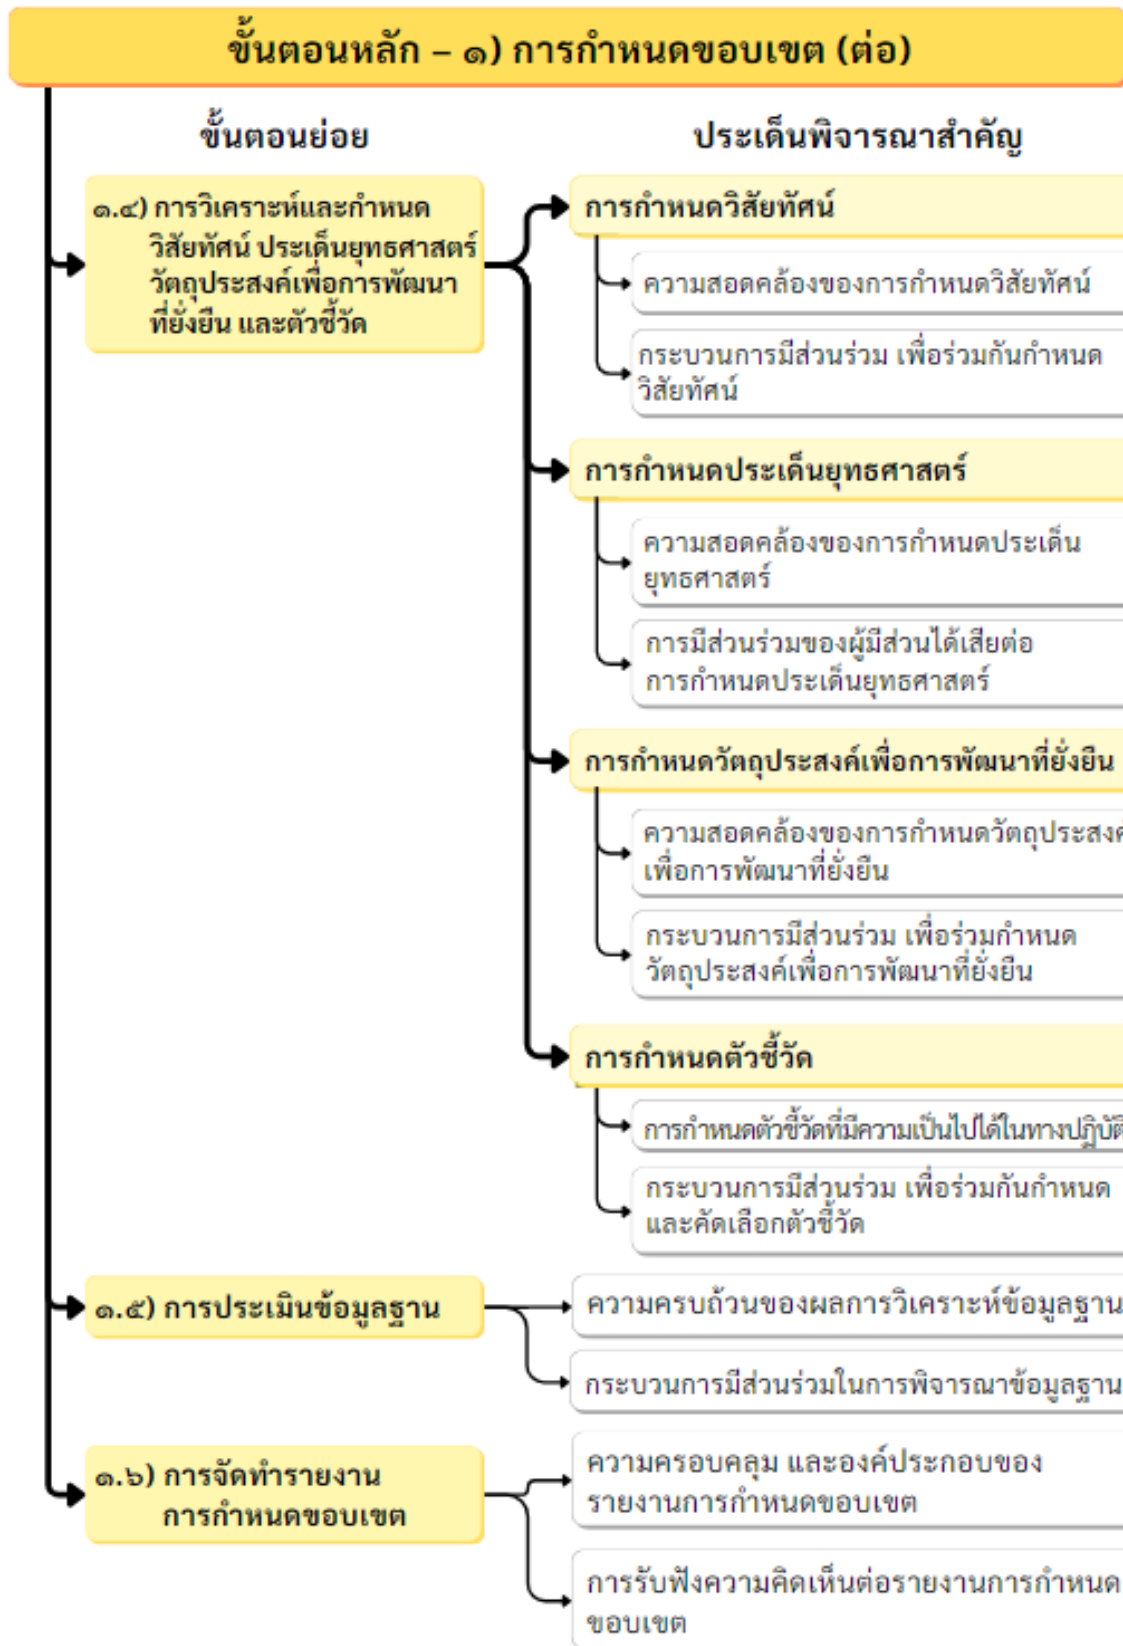 ขั้นตอนหลัก – ๑) การกำหนดขอบเขต (ต่อ)
ขั้นตอนย่อย
ประเด็นพิจารณาสำคัญ
๑.๔) การวิเคราะห์และกำหนด
วิสัยทัศน์ ประเด็นยุทธศาสตร์
วัตถุประสงค์เพื่อการพัฒนา
ที่ยั่งยืน และตัวชี้วัด
การกำหนดวิสัยทัศน์
ความสอดคล้องของการกำหนดวิสัยทัศน์
กระบวนการมีส่วนร่วม เพื่อร่วมกันกำหนด
วิสัยทัศน์
การกำหนดประเด็นยุทธศาสตร์
ความสอดคล้องของการกำหนดประเด็น
ยุทธศาสตร์
การมีส่วนร่วมของผู้มีส่วนได้เสียต่อ
การกำหนดประเด็นยุทธศาสตร์
การกำหนดวัตถุประสงค์เพื่อการพัฒนาที่ยั่งยืน
ความสอดคล้องของการกำหนดวัตถุประสงค์
เพื่อการพัฒนาที่ยั่งยืน
กระบวนการมีส่วนร่วม เพื่อร่วมกำหนด
วัตถุประสงค์เพื่อการพัฒนาที่ยั่งยืน
การกำหนดตัวชี้วัด
การกำหนดตัวชี้วัดที่มีความเป็นไปได้ในทางปฏิบัติ
กระบวนการมีส่วนร่วม เพื่อร่วมกันกำหนด
และคัดเลือกตัวชี้วัด
๑.๕) การประเมินข้อมูลฐาน
ความครบถ้วนของผลการวิเคราะห์ข้อมูลฐาน
กระบวนการมีส่วนร่วมในการพิจารณาข้อมูลฐาน
๑.๖) การจัดทำรายงาน
การกำหนดขอบเขต
ความครอบคลุม และองค์ประกอบของ
รายงานการกำหนดขอบเขต
การรับฟังความคิดเห็นต่อรายงานการกำหนด
ขอบเขต